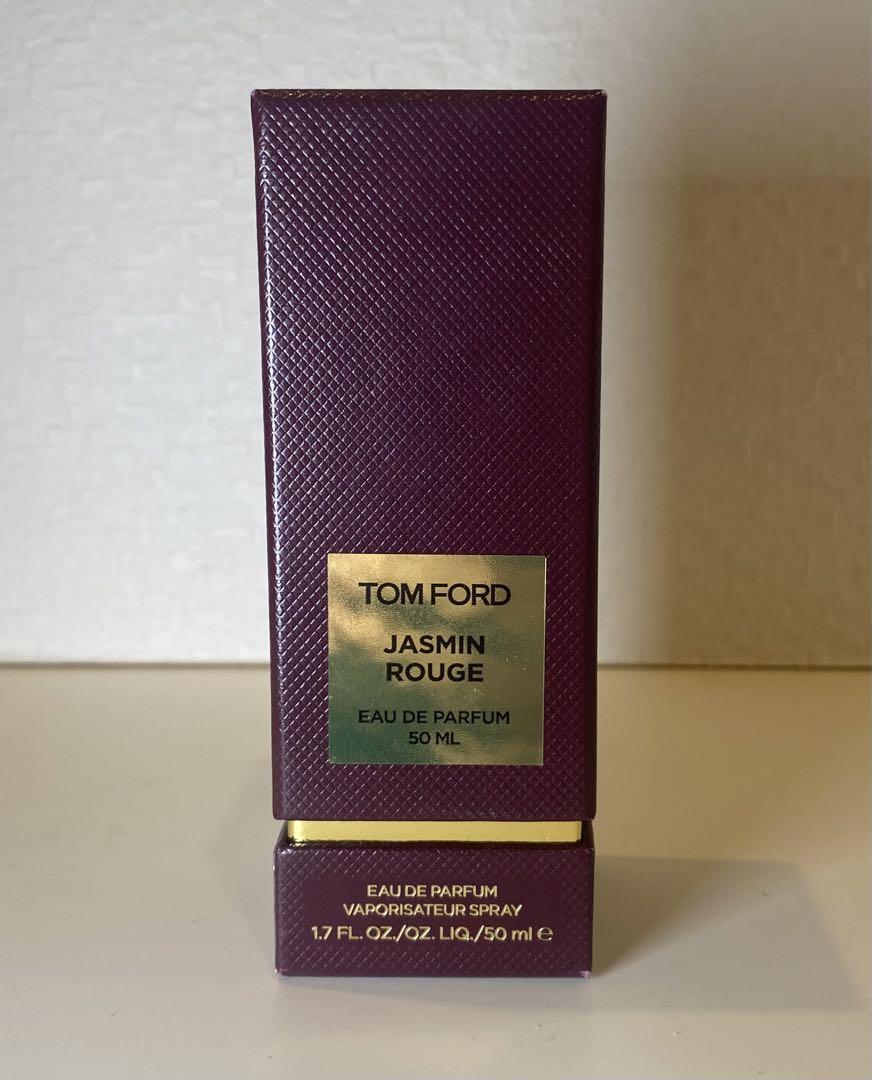 TOM FORD
JASMIN
ROUGE
EAU DE PARFUM
50 ML
EAU DE PARFUM
VAPORISATEUR SPRAY
1.7 FL. OZ./OZ. LIQ./50 ml ℮